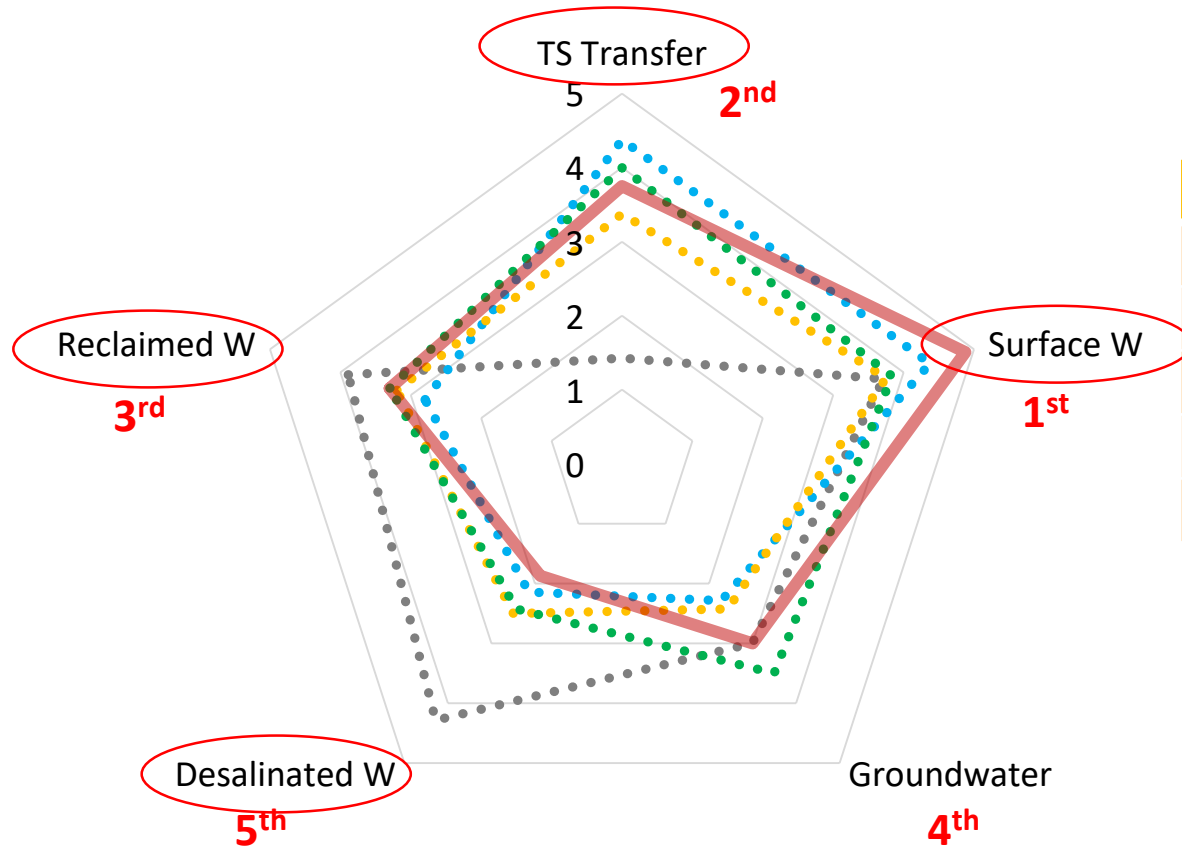 TS Transfer
2nd
5
4
3
2
1
0
Reclaimed W
3rd
Surface W
1st
Desalinated W
5th
Groundwater
4th